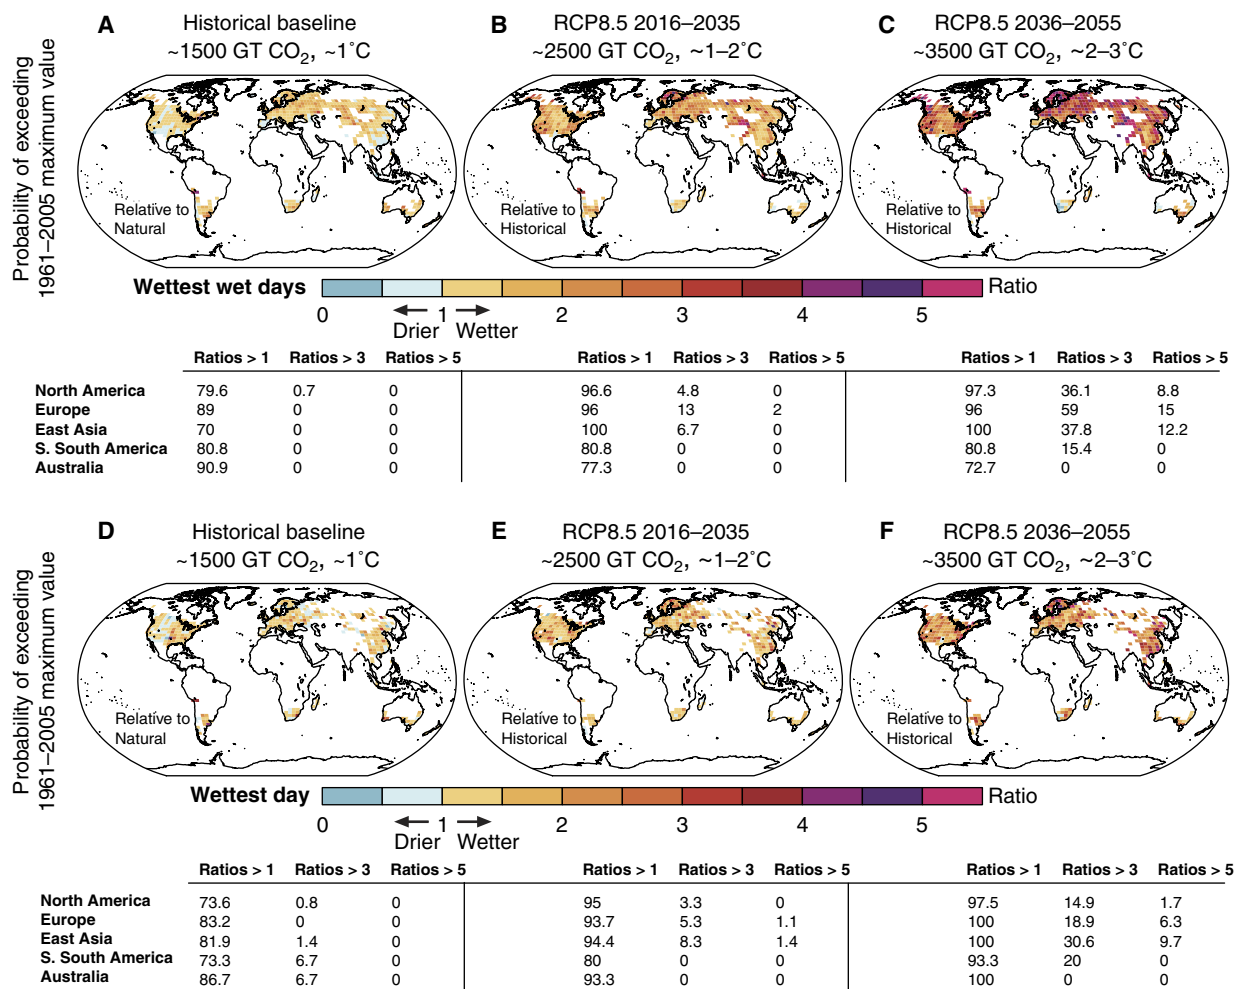 A Historical baseline
~1500 GT CO2, ~1˚C
B RCP8.5 2016–2035
~2500 GT CO2, ~1–2˚C
C RCP8.5 2036–2055
~3500 GT CO2, ~2–3˚C
Probability of exceeding
1961–2005 maximum value
Relative to
Natural
Relative to
Historical
Relative to
Historical
Wettest wet days
Ratio
0 1 2 3 4 5
Drier Wetter
Ratios > 1 Ratios > 3 Ratios > 5 Ratios > 1 Ratios > 3 Ratios > 5 Ratios > 1 Ratios > 3 Ratios > 5
North America 79.6 0.7 0 96.6 4.8 0 97.3 36.1 8.8
Europe 89 0 0 96 13 2 96 59 15
East Asia 70 0 0 100 6.7 0 100 37.8 12.2
S. South America 80.8 0 0 80.8 0 0 80.8 15.4 0
Australia 90.9 0 0 77.3 0 0 72.7 0 0
D Historical baseline
~1500 GT CO2, ~1˚C
E RCP8.5 2016–2035
~2500 GT CO2, ~1–2˚C
F RCP8.5 2036–2055
~3500 GT CO2, ~2–3˚C
Probability of exceeding
1961–2005 maximum value
Relative to
Natural
Relative to
Historical
Relative to
Historical
Wettest day
Ratio
0 1 2 3 4 5
Drier Wetter
Ratios > 1 Ratios > 3 Ratios > 5 Ratios > 1 Ratios > 3 Ratios > 5 Ratios > 1 Ratios > 3 Ratios > 5
North America 73.6 0.8 0 95 3.3 0 97.5 14.9 1.7
Europe 83.2 0 0 93.7 5.3 1.1 100 18.9 6.3
East Asia 81.9 1.4 0 94.4 8.3 1.4 100 30.6 9.7
S. South America 73.3 6.7 0 80 0 0 93.3 20 0
Australia 86.7 6.7 0 93.3 0 0 100 0 0